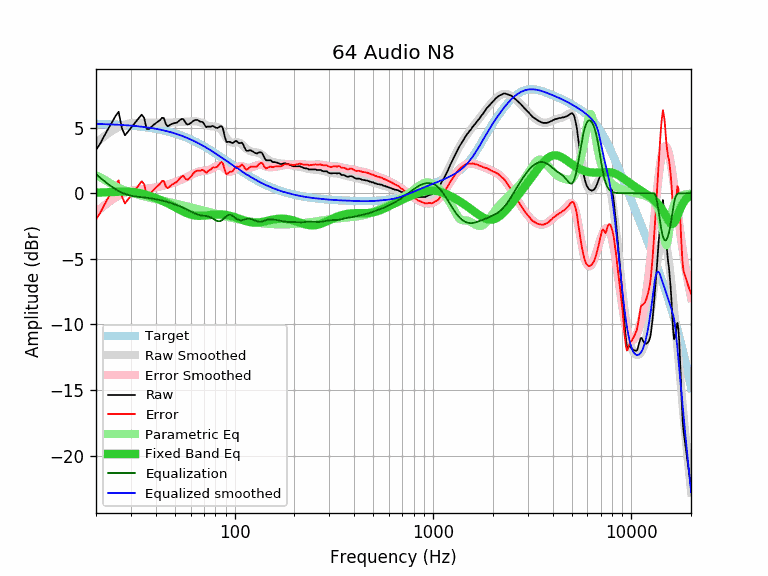 64 Audio N8
Amplitude (dBr)
5
0
−5
−10
−15
−20
Target
Raw Smoothed
Error Smoothed
Raw
Error
Parametric Eq
Fixed Band Eq
Equalization
Equalized smoothed
100
1000
10000
Frequency (Hz)